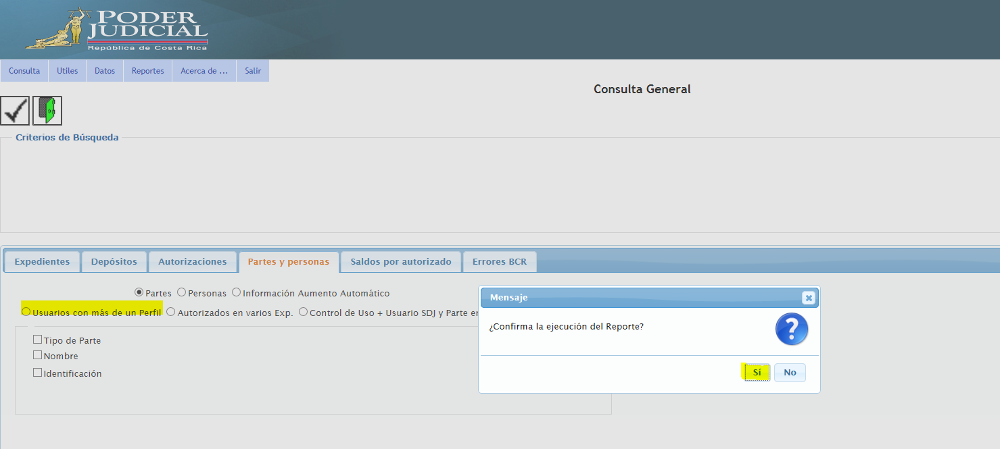 PODER
JUDICIAL
República de Costa Rica
Consulta Utiles Datos Reportes Acerca de ... Salir
Consulta General
Criterios de Búsqueda
Expedientes Depósitos Autorizaciones Partes y personas Saldos por autorizado Errores BCR
Partes Personas Información Aumento Automático
Usuarios con más de un Perfil Autorizados en varios Exp. Control de Uso + Usuario SDJ y Parte en
Tipo de Parte
Nombre
Identificación
Mensaje
¿Confirma la ejecución del Reporte?
Sí No